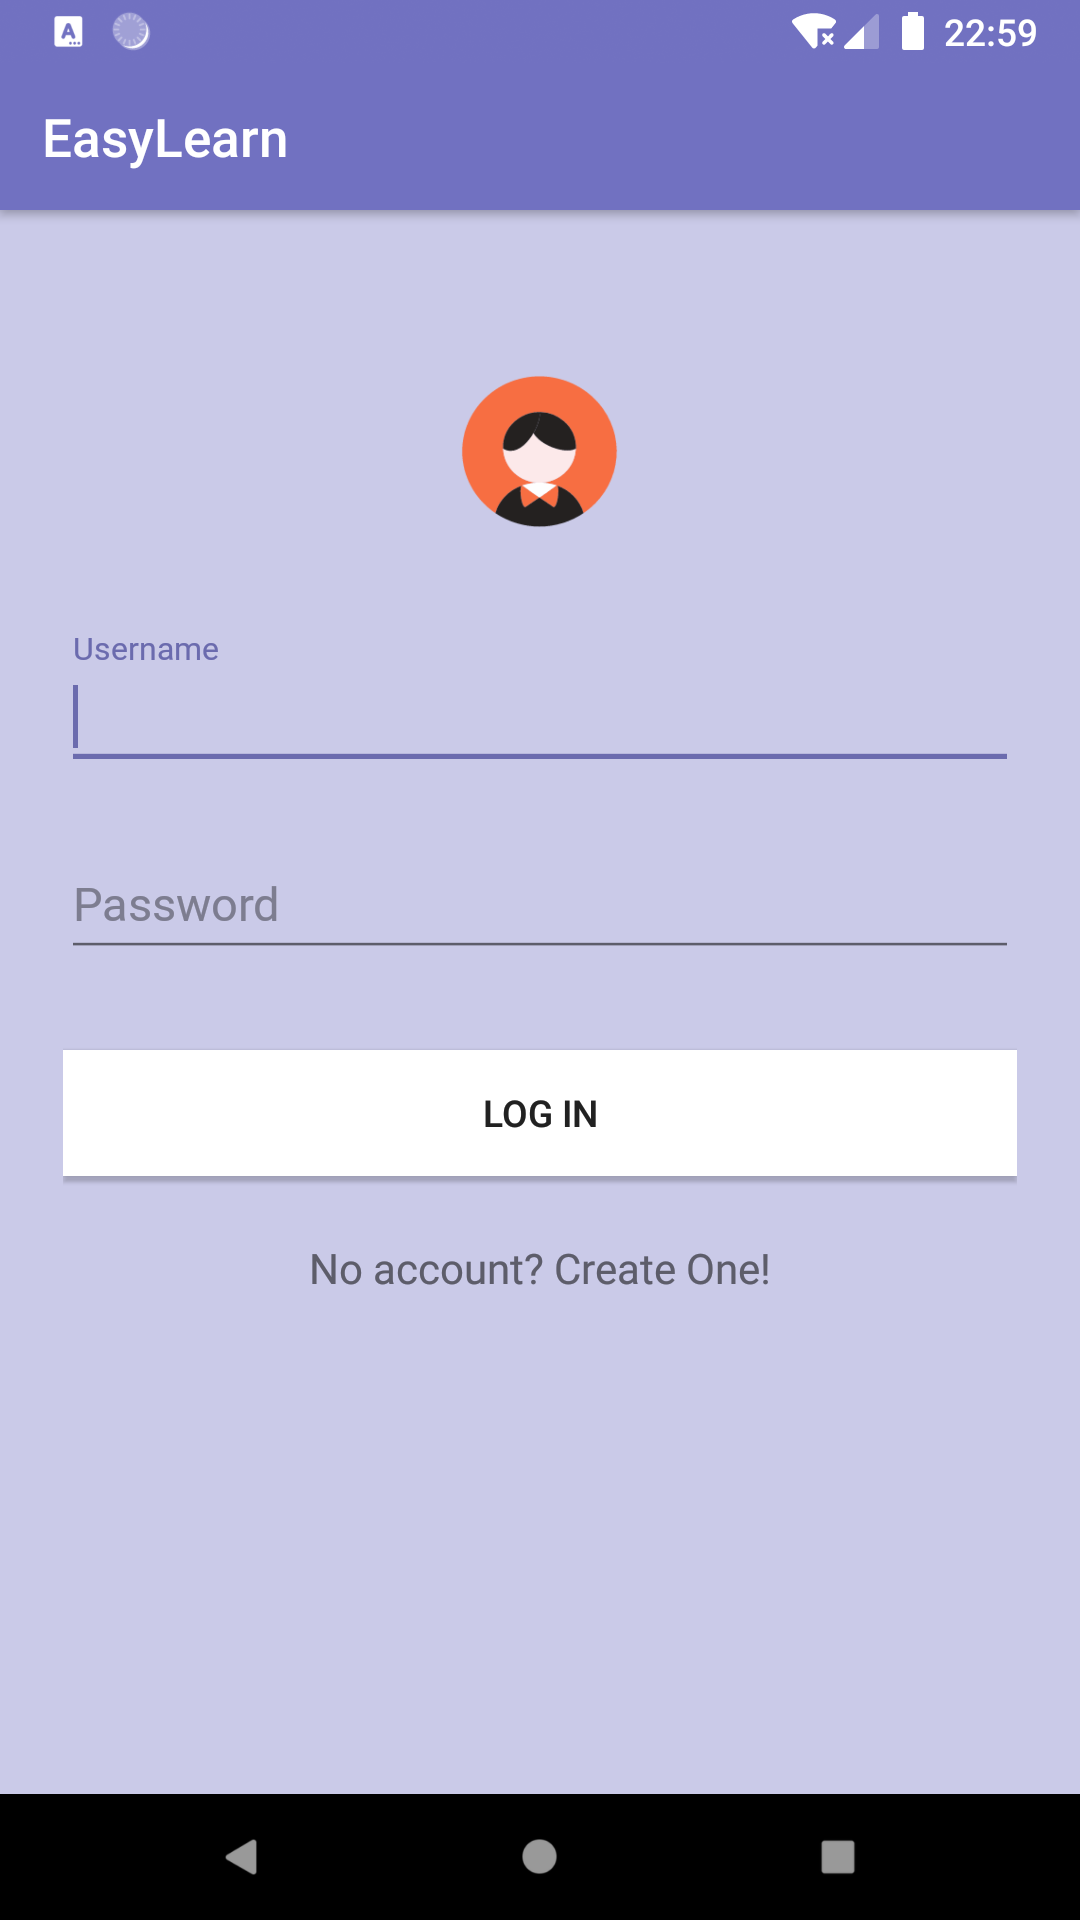 22:59
EasyLearn
Username
Password
LOG IN
No account? Create One!